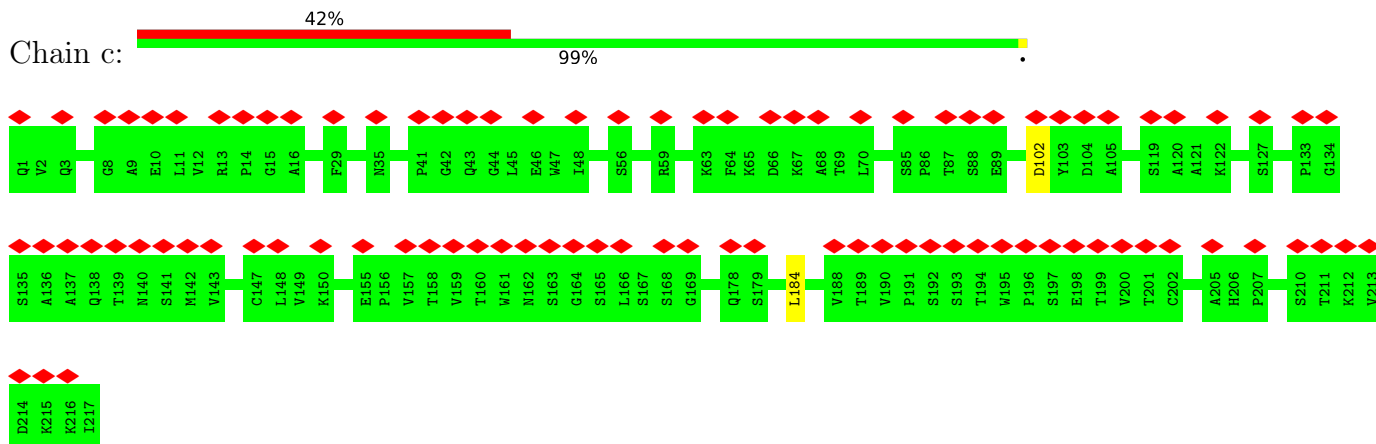 42%
Chain c:
99%
.
Q1 V2 Q3 G8 A9 E10 L11 V12 R13 P14 G15 A16 F29 N35 P41 G42 Q43 G44 L45 E46 W47 I48 S56 R59 K63 F64 K65 D66 K67 A68 T69 L70 S85 P86 T87 S88 E89 D102 Y103 D104 A105 S119 A120 A121 K122 S127 P133 G134
S135 A136 A137 Q138 T139 N140 S141 M142 V143 C147 L148 V149 K150 E155 P156 V157 T158 V159 T160 W161 N162 S163 G164 S165 L166 S167 S168 G169 Q178 S179 L184 V188 T189 V190 P191 S192 S193 T194 W195 P196 S197 E198 T199 V200 T201 C202 A205 H206 P207 S210 T211 K212 V213
D214 K215 K216 I217